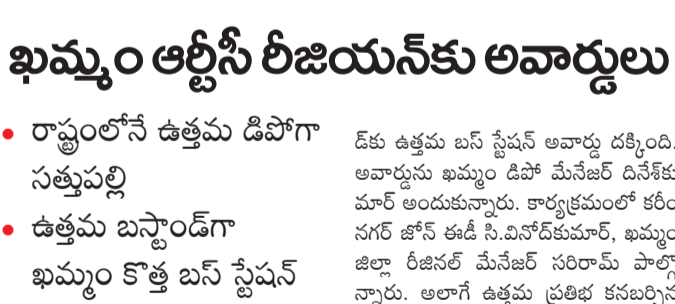 ఖమ్మం ఆర్టీసీ రీజియన్‌కు అవార్డులు
• రాష్ట్రంలోనే ఉత్తమ డిపోగా
సత్తుపల్లి
• ఉత్తమ బస్టాండ్‌గా
ఖమ్మం కొత్త బస్ స్టేషన్
డ్‌కు ఉత్తమ బస్ స్టేషన్ అవార్డు దక్కింది.
అవార్డును ఖమ్మం డిపో మేనేజర్ దినేశ్‌కు
మార్ అందుకున్నారు. కార్యక్రమంలో కరీం
నగర్ జోన్ ఈడీ సి.వినోద్‌కుమార్, ఖమ్మం
జిల్లా రీజినల్ మేనేజర్ సరిరామ్ పాల్గొ
న్నారు. అలాగే ఉత్తమ ప్రతిభ కనబర్చిన